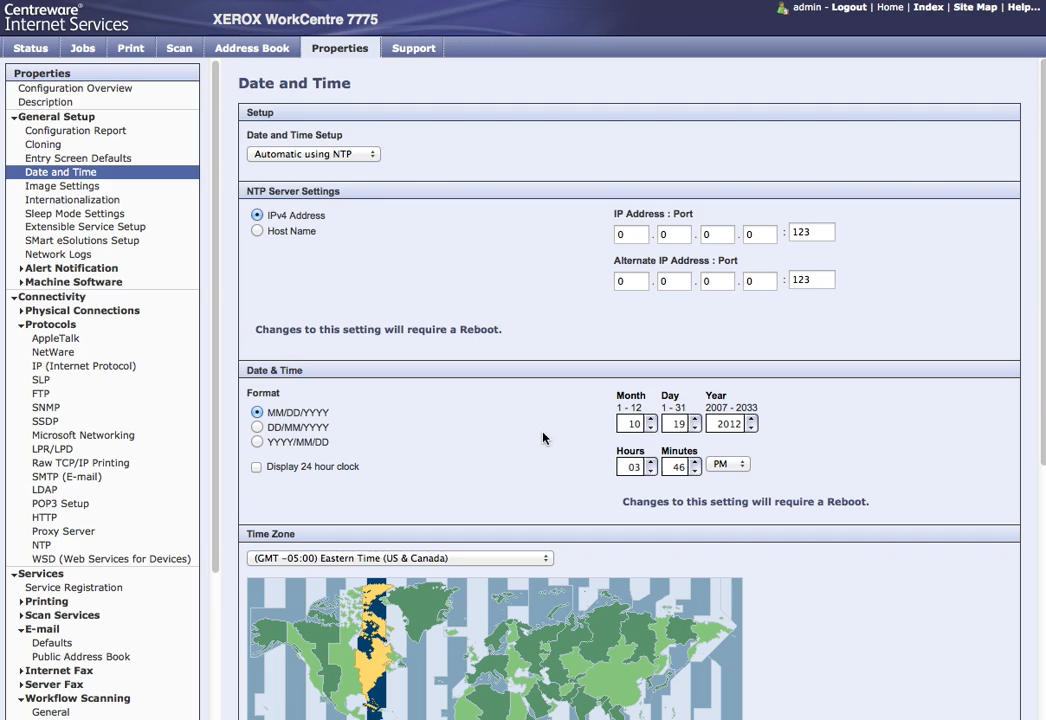 Centreware®
Internet Services
XEROX WorkCentre 7775
admin - Logout | Home | Index | Site Map | Help...
Status
Jobs
Print
Scan
Address Book
Properties
Support
Properties
Configuration Overview
Description
General Setup
Configuration Report
Cloning
Entry Screen Defaults
Date and Time
Image Settings
Internationalization
Sleep Mode Settings
Extensible Service Setup
SMart eSolutions Setup
Network Logs
Alert Notification
Machine Software
Connectivity
Physical Connections
Protocols
AppleTalk
NetWare
IP (Internet Protocol)
SLP
FTP
SNMP
SSDP
Microsoft Networking
LPR/LPD
Raw TCP/IP Printing
SMTP (E-mail)
LDAP
POP3 Setup
HTTP
Proxy Server
NTP
WSD (Web Services for Devices)
Services
Service Registration
Printing
Scan Services
E-mail
Defaults
Public Address Book
Internet Fax
Server Fax
Workflow Scanning
General
Date and Time
Setup
Date and Time Setup
Automatic using NTP
NTP Server Settings
IPv4 Address
Host Name
IP Address : Port
0 . 0 . 0 . 0 : 123
Alternate IP Address : Port
0 . 0 . 0 . 0 : 123
Changes to this setting will require a Reboot.
Date & Time
Format
MM/DD/YYYY
DD/MM/YYYY
YYYY/MM/DD
Display 24 hour clock
Month Day Year
1 - 12 1 - 31 2007 - 2033
10 19 2012
Hours Minutes
03 46 PM
Changes to this setting will require a Reboot.
Time Zone
(GMT -05:00) Eastern Time (US & Canada)